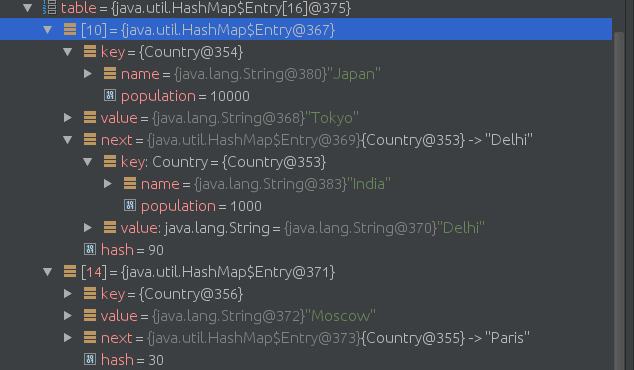 table = {java.util.HashMap$Entry[16]@375}
[10] = {java.util.HashMap$Entry@367}
key = {Country@354}
name = {java.lang.String@380}"Japan"
population = 10000
value = {java.lang.String@368}"Tokyo"
next = {java.util.HashMap$Entry@369}{Country@353} -> "Delhi"
key: Country = {Country@353}
name = {java.lang.String@383}"India"
population = 1000
value: java.lang.String = {java.lang.String@370}"Delhi"
hash = 90
[14] = {java.util.HashMap$Entry@371}
key = {Country@356}
value = {java.lang.String@372}"Moscow"
next = {java.util.HashMap$Entry@373}{Country@355} -> "Paris"
hash = 30